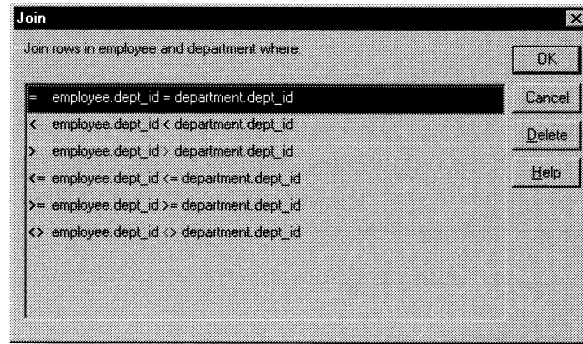 Join
Join rows in employee and department where:
OK
= employee.dept_id = department.dept_id
Cancel
< employee.dept_id < department.dept_id
Delete
> employee.dept_id > department.dept_id
Help
<= employee.dept_id <= department.dept_id
>= employee.dept_id >= department.dept_id
<> employee.dept_id <> department.dept_id